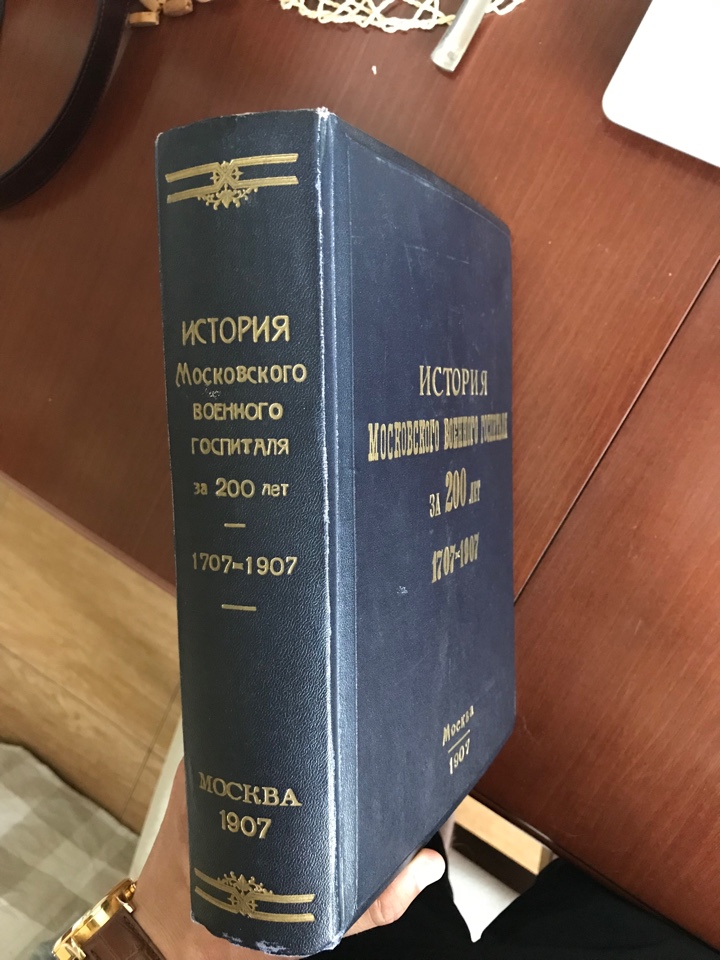 ИСТОРИЯ
Московского
военного
госпиталя
за 200 лет
1707-1907
МОСКВА
1907
ИСТОРИЯ
МОСКОВСКОГО ВОЕННОГО ГОСПИТАЛЯ
ЗА 200 ЛЕТ
1707-1907
Москва
1907